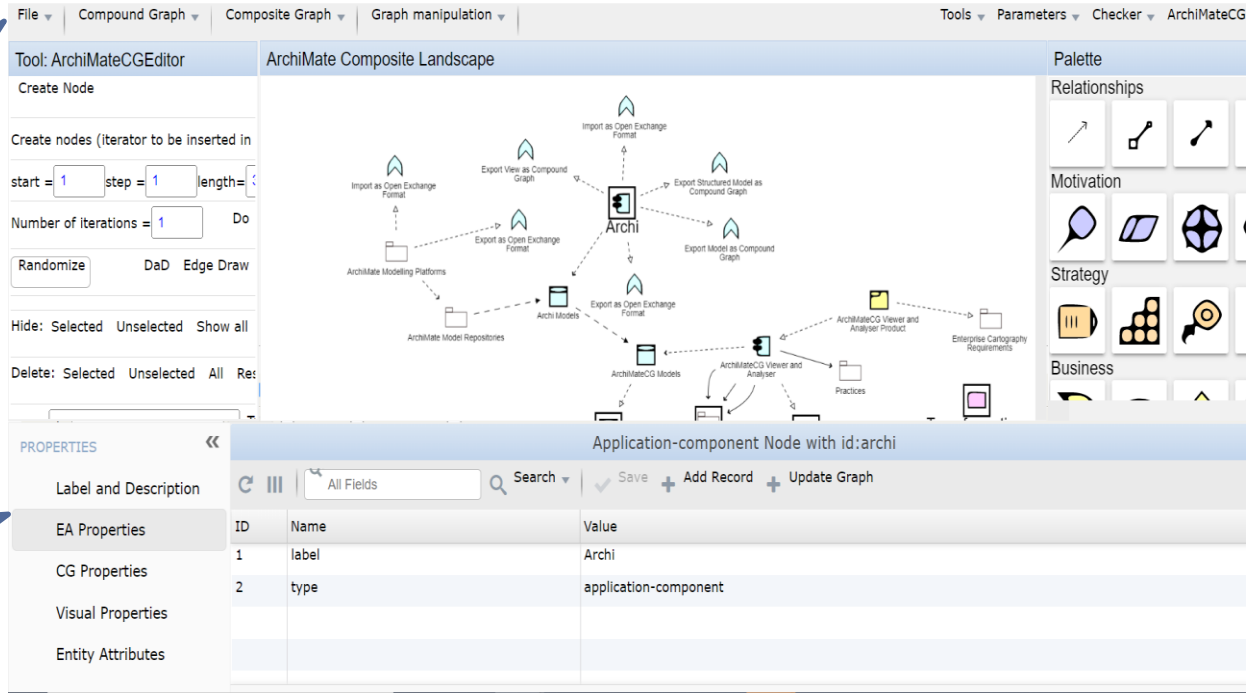 File
Compound Graph
Composite Graph
Graph manipulation
Tools
Parameters
Checker
ArchiMateCG
Tool: ArchiMateCGEditor
Create Node
Create nodes (iterator to be inserted in
start = 1 step = 1 length=
Number of iterations = 1 Do
Randomize DaD Edge Draw
Hide: Selected Unselected Show all
Delete: Selected Unselected All
ArchiMate Composite Landscape
Import as Open Exchange
Format
Export View as Compound
Graph
Export Structured Model as
Compound Graph
Import as Open Exchange
Format
Archi
Export as Open Exchange
Format
Export Model as Compound
Graph
ArchiMate Modelling Platforms
Export as Open Exchange
Format
Archi Models
ArchiMate Model Repositories
ArchiMateCG Viewer and
Analyser Product
Enterprise Cartography
Requirements
ArchiMateCG Models
ArchiMateCG Viewer and
Analyser
Practices
Palette
Relationships
Motivation
Strategy
Business
PROPERTIES
Label and Description
EA Properties
CG Properties
Visual Properties
Entity Attributes
Application-component Node with id:archi
All Fields
Search
Save
Add Record
Update Graph
ID Name Value
1 label Archi
2 type application-component